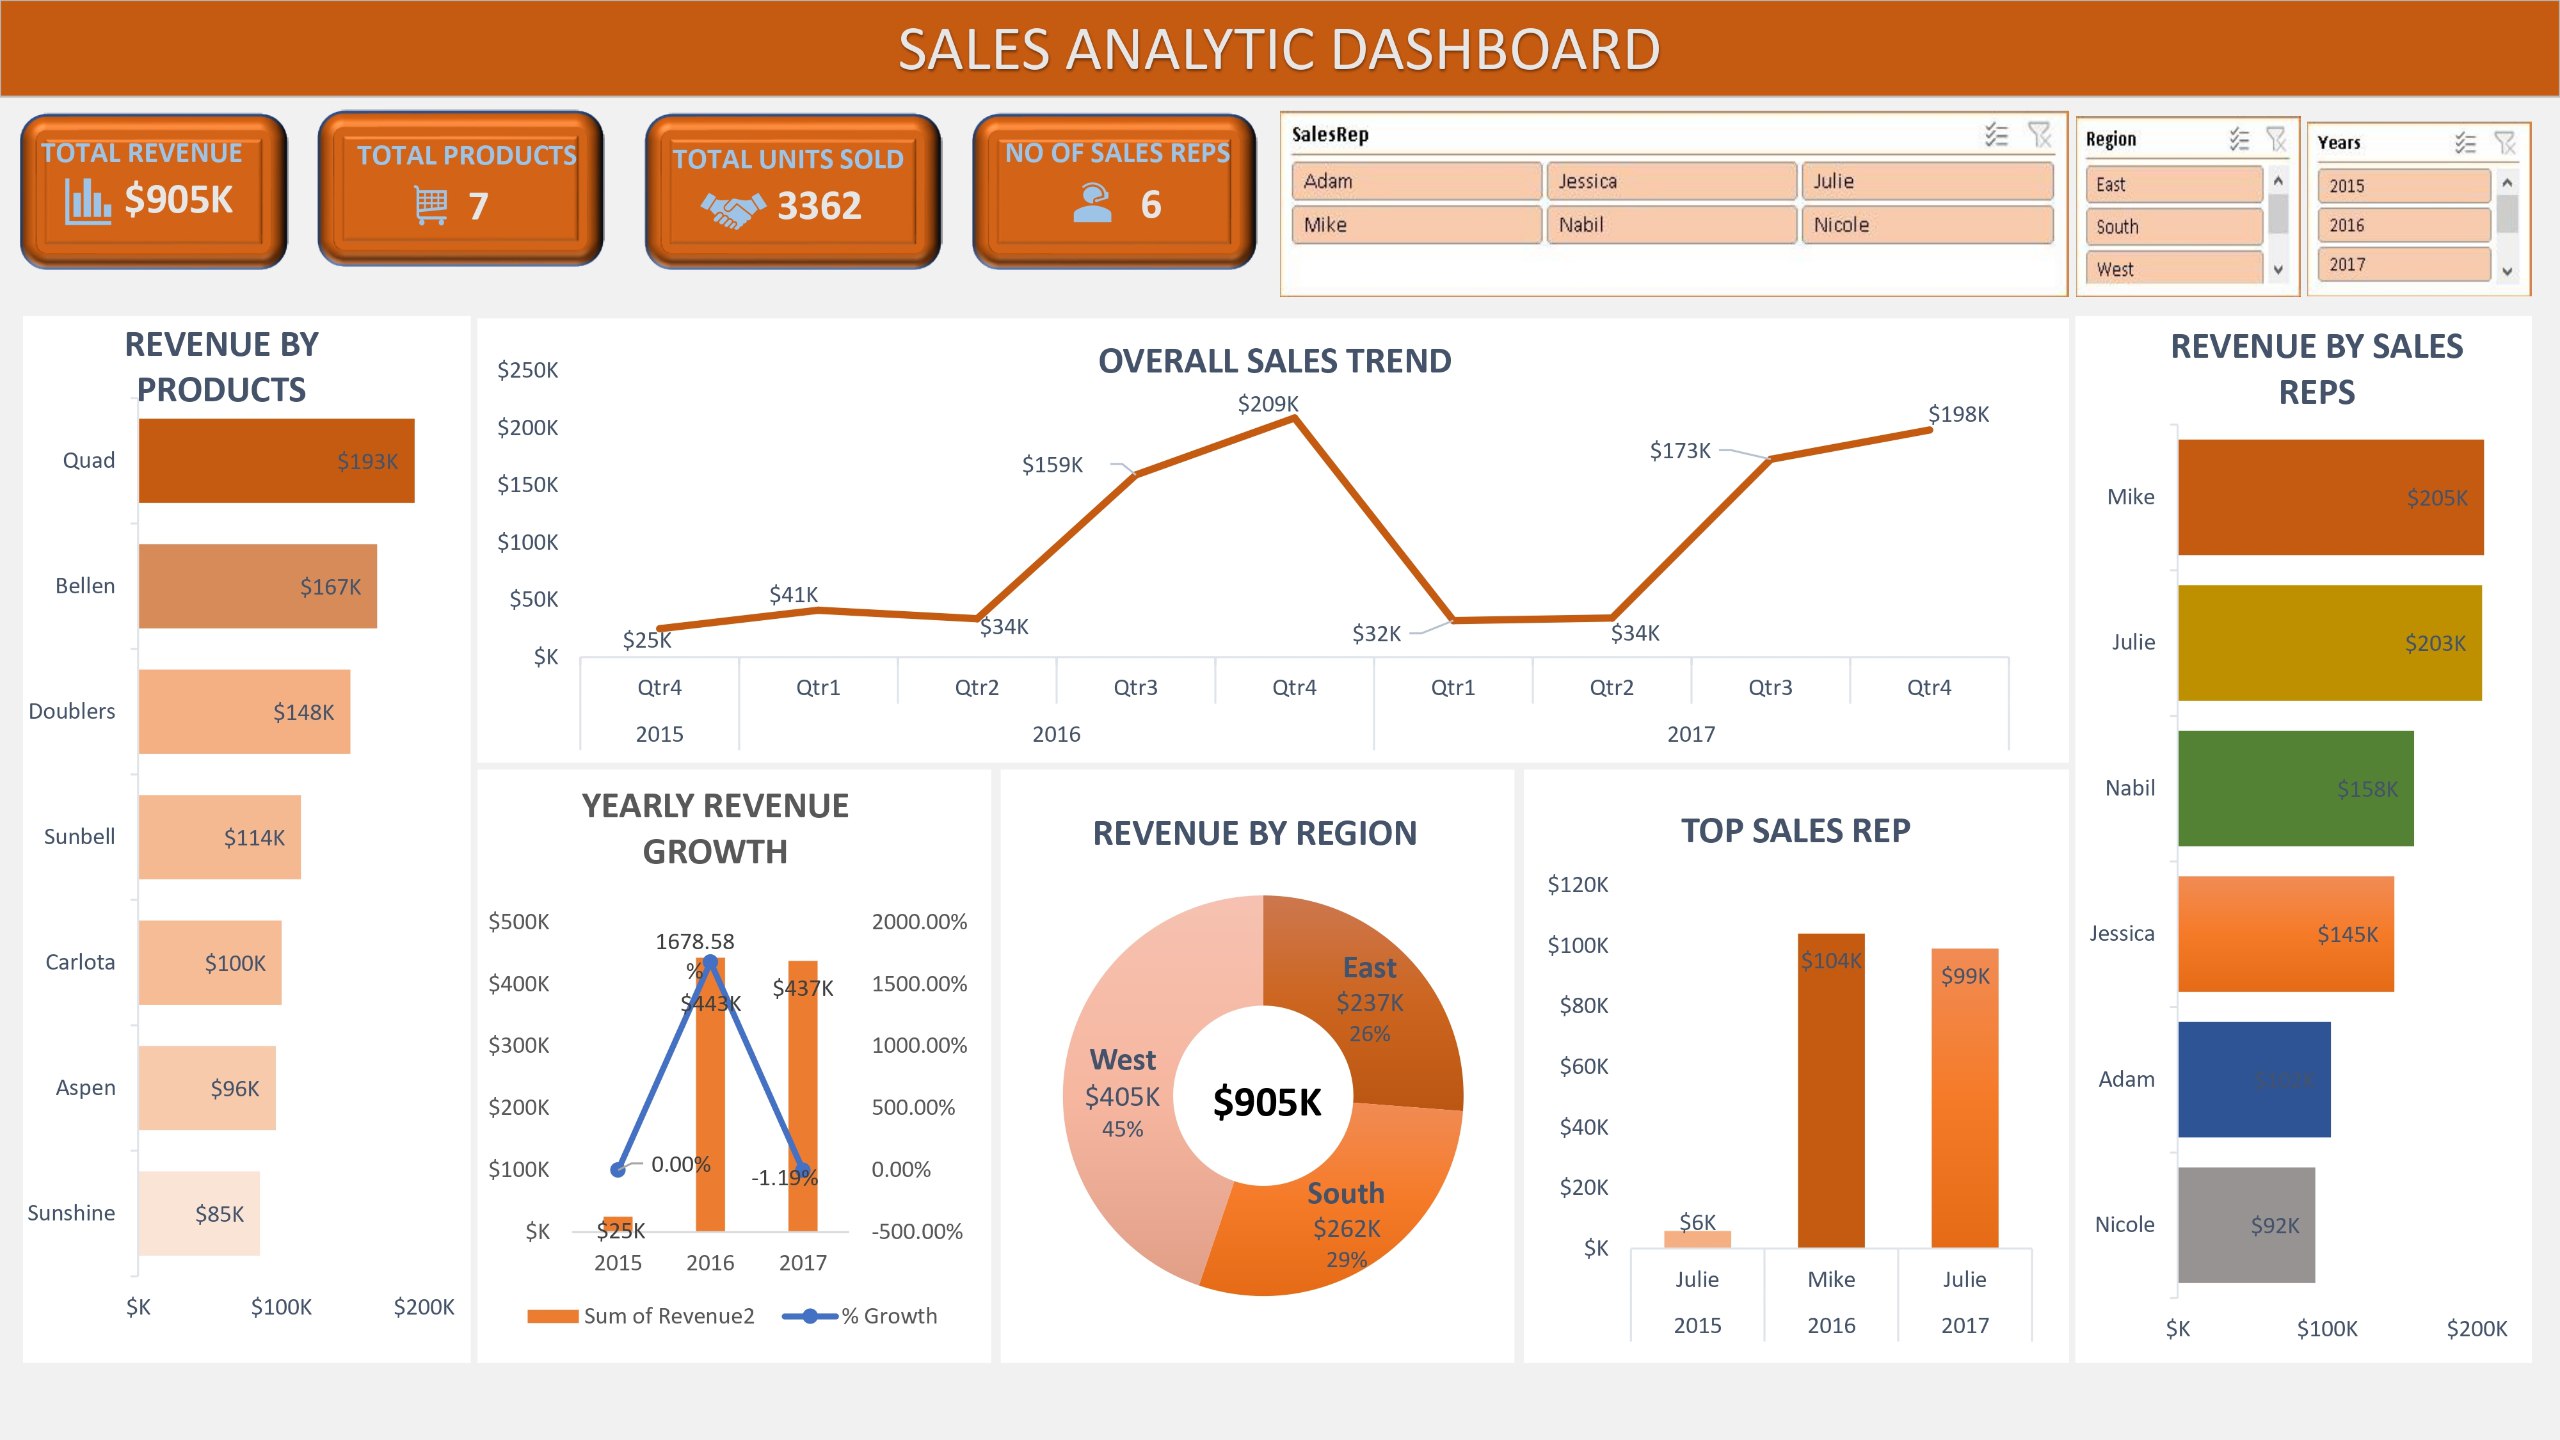 SALES ANALYTIC DASHBOARD
TOTAL REVENUE
$905K
TOTAL PRODUCTS
7
TOTAL UNITS SOLD
3362
NO OF SALES REPS
6
SalesRep
Adam
Jessica
Julie
Mike
Nabil
Nicole
Region
East
South
West
Years
2015
2016
2017
REVENUE BY
PRODUCTS
Quad
$193K
Bellen
$167K
Doublers
$148K
Sunbell
$114K
Carlota
$100K
Aspen
$96K
Sunshine
$85K
$K
$100K
$200K
OVERALL SALES TREND
$250K
$200K
$150K
$100K
$50K
$K
$25K
$41K
$34K
$159K
$209K
$32K
$34K
$173K
$198K
Qtr4
Qtr1
Qtr2
Qtr3
Qtr4
Qtr1
Qtr2
Qtr3
Qtr4
2015
2016
2017
YEARLY REVENUE
GROWTH
$500K
$400K
$300K
$200K
$100K
$K
2000.00%
1500.00%
1000.00%
500.00%
0.00%
-500.00%
1678.58
%
$443K
$437K
0.00%
-1.19%
$25K
2015
2016
2017
Sum of Revenue2
% Growth
REVENUE BY REGION
East
$237K
26%
West
$405K
45%
$905K
South
$262K
29%
TOP SALES REP
$120K
$100K
$80K
$60K
$40K
$20K
$K
$6K
$104K
$99K
Julie
Mike
Julie
2015
2016
2017
REVENUE BY SALES
REPS
Mike
$205K
Julie
$203K
Nabil
$158K
Jessica
$145K
Adam
Nicole
$92K
$K
$100K
$200K